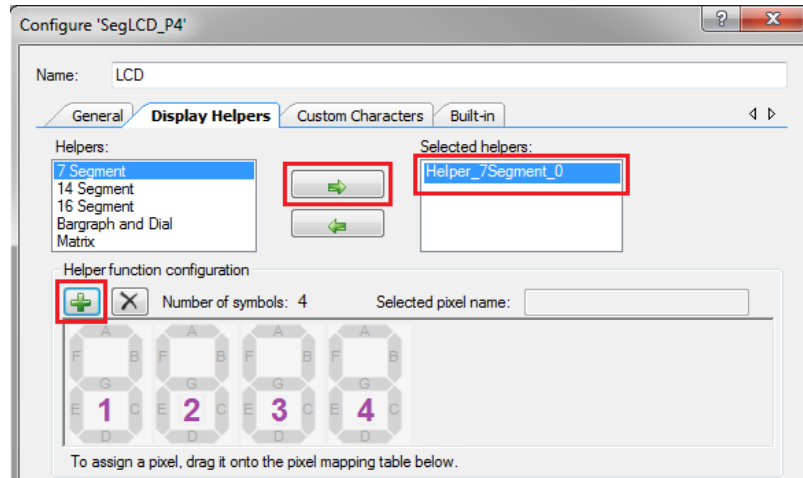 Configure 'SegLCD_P4'
?
X
Name: LCD
General Display Helpers Custom Characters Built-in
Helpers: Selected helpers:
7 Segment Helper_7Segment_0
14 Segment
16 Segment
Bargraph and Dial
Matrix
Helper function configuration
Number of symbols: 4 Selected pixel name:
A A A A
F B F B F B F B
G G G G
E 1 C E 2 C E 3 C E 4 C
D D D D
To assign a pixel, drag it onto the pixel mapping table below.